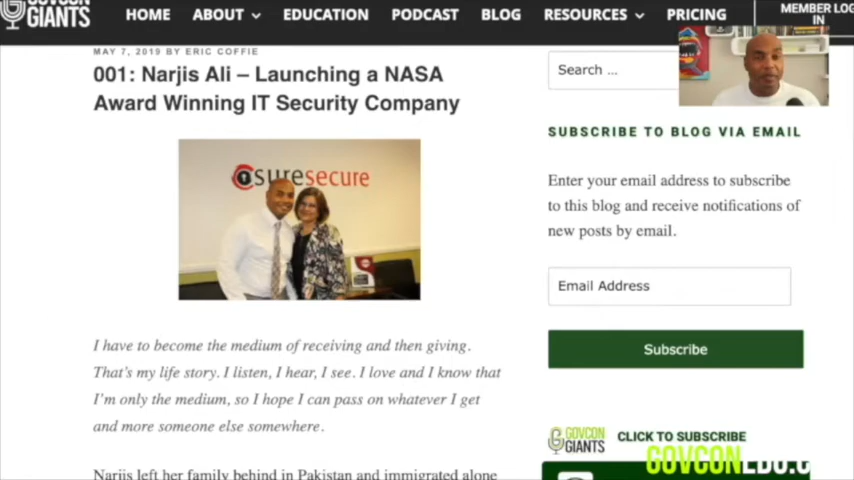 GOVCON
GIANTS
HOME
ABOUT
EDUCATION
PODCAST
BLOG
RESOURCES
PRICING
MEMBER LOG
IN
MAY 7, 2019 BY ERIC COFFIE
001: Narjis Ali – Launching a NASA
Award Winning IT Security Company
suresecure
I have to become the medium of receiving and then giving.
That's my life story. I listen, I hear, I see. I love and I know that
I'm only the medium, so I hope I can pass on whatever I get
and more someone else somewhere.
Narjis left her family behind in Pakistan and immigrated alone
Search ...
SUBSCRIBE TO BLOG VIA EMAIL
Enter your email address to subscribe
to this blog and receive notifications of
new posts by email.
Email Address
Subscribe
GOVCON
GIANTS
CLICK TO SUBSCRIBE
GOVCONEDU.C